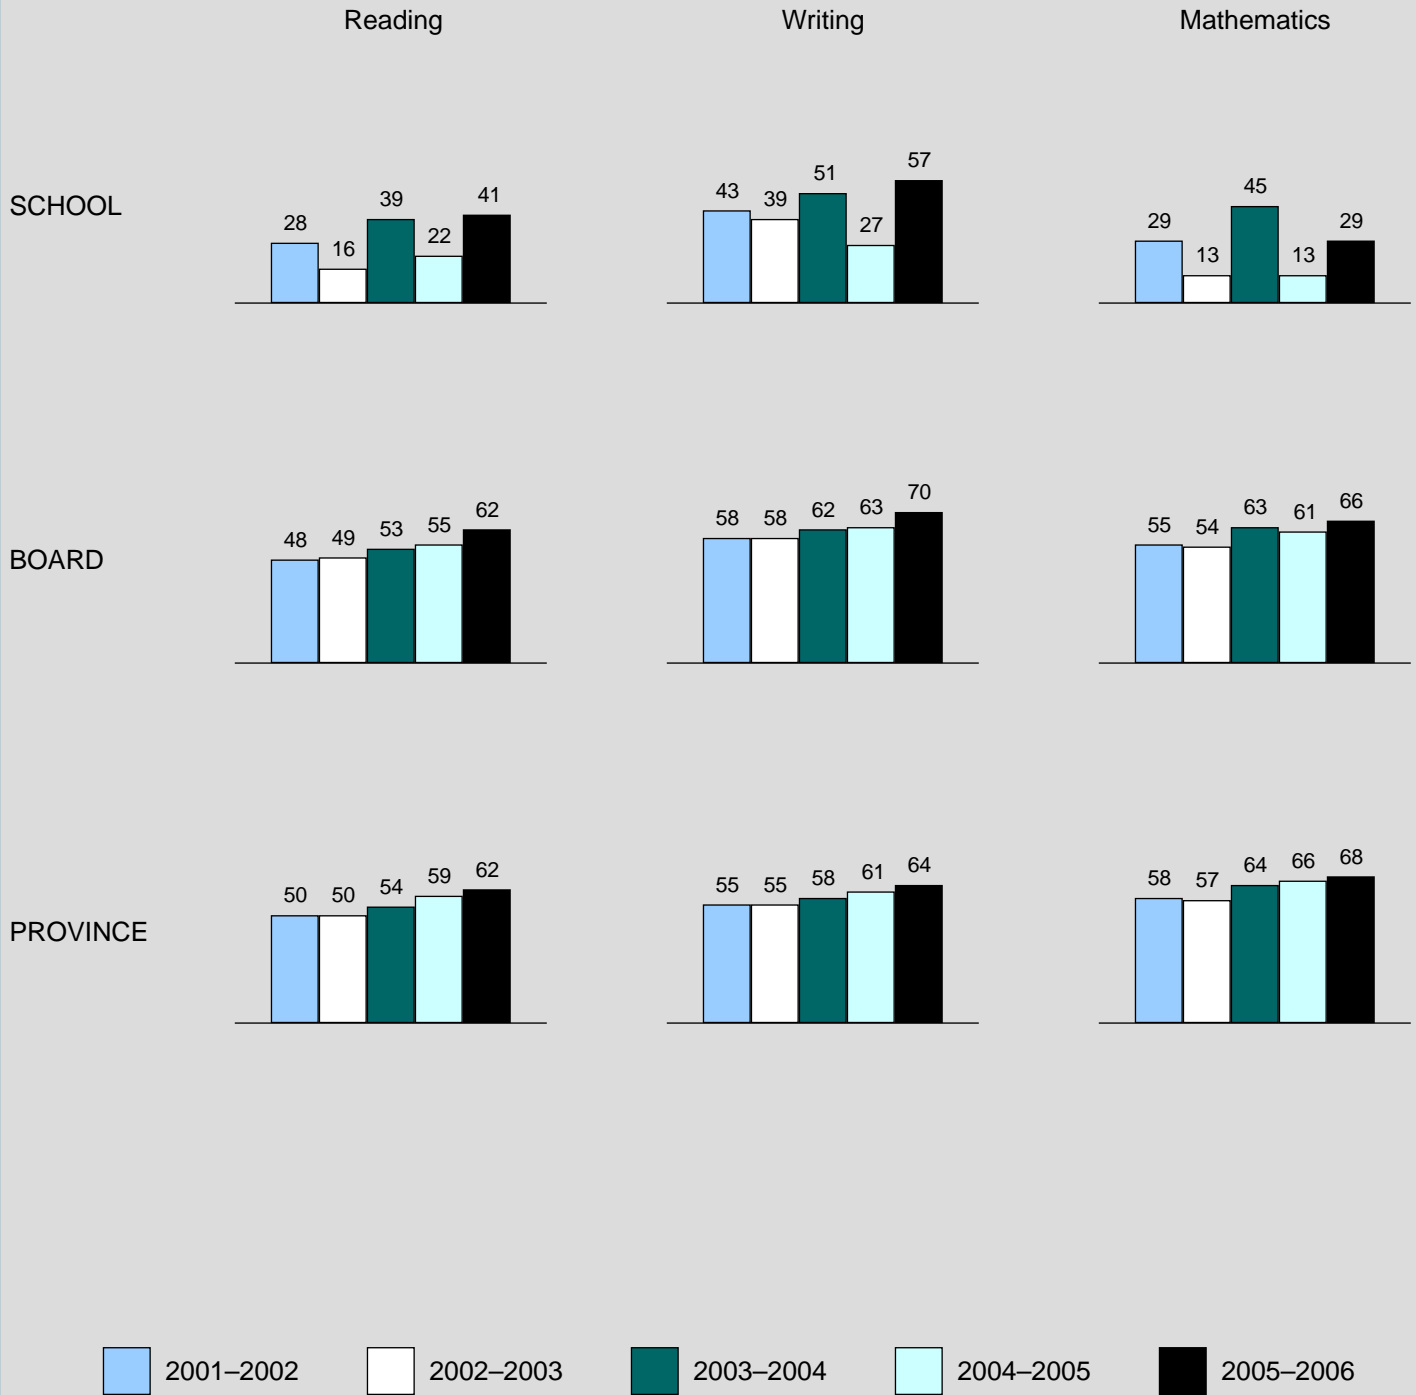 Reading Writing Mathematics
SCHOOL
28 16 39 22 41
43 39 51 27 57
29 13 45 13 29
BOARD
48 49 53 55 62
58 58 62 63 70
55 54 63 61 66
PROVINCE
50 50 54 59 62
55 55 58 61 64
58 57 64 66 68
2001–2002 2002–2003 2003–2004 2004–2005 2005–2006